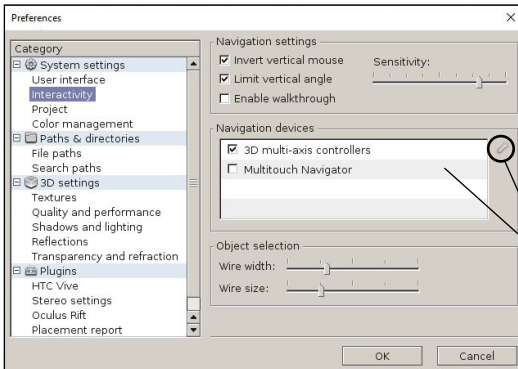 Preferences
Category
System settings
User interface
Interactivity
Project
Color management
Paths & directories
File paths
Search paths
3D settings
Textures
Quality and performance
Shadows and lighting
Reflections
Transparency and refraction
Plugins
HTC Vive
Stereo settings
Oculus Rift
Placement report
Navigation settings
Invert vertical mouse
Sensitivity:
Limit vertical angle
Enable walkthrough
Navigation devices
3D multi-axis controllers
Multitouch Navigator
Object selection
Wire width:
Wire size:
OK
Cancel